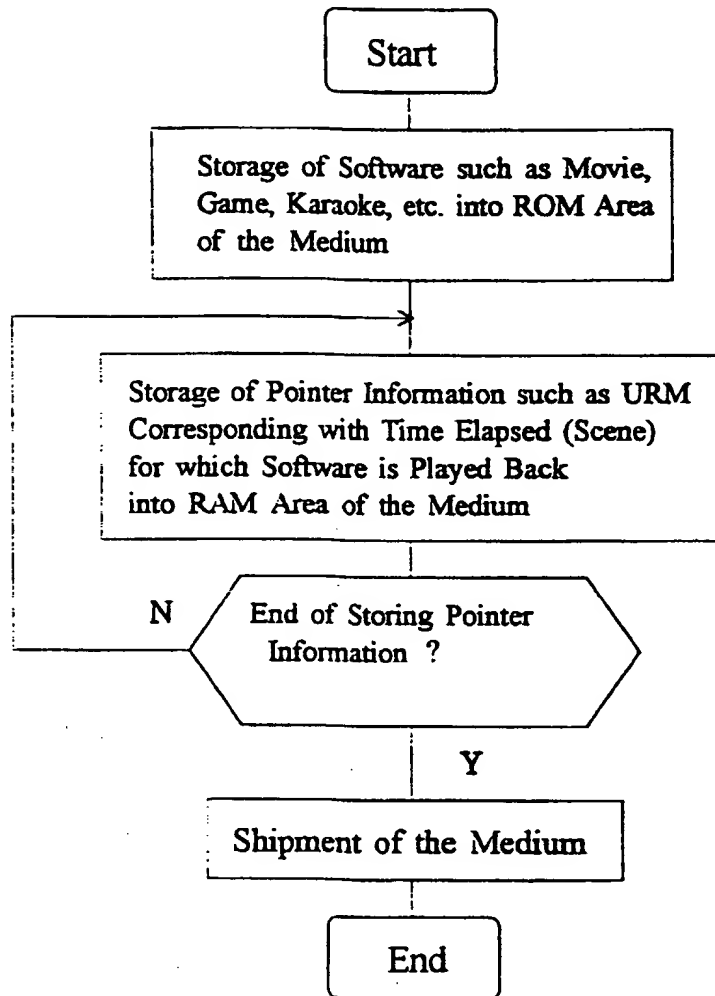 Start
Storage of Software such as Movie,
Game, Karaoke, etc. into ROM Area
of the Medium
Storage of Pointer Information such as URM
Corresponding with Time Elapsed (Scene)
for which Software is Played Back
into RAM Area of the Medium
N
End of Storing Pointer
Information ?
Y
Shipment of the Medium
End